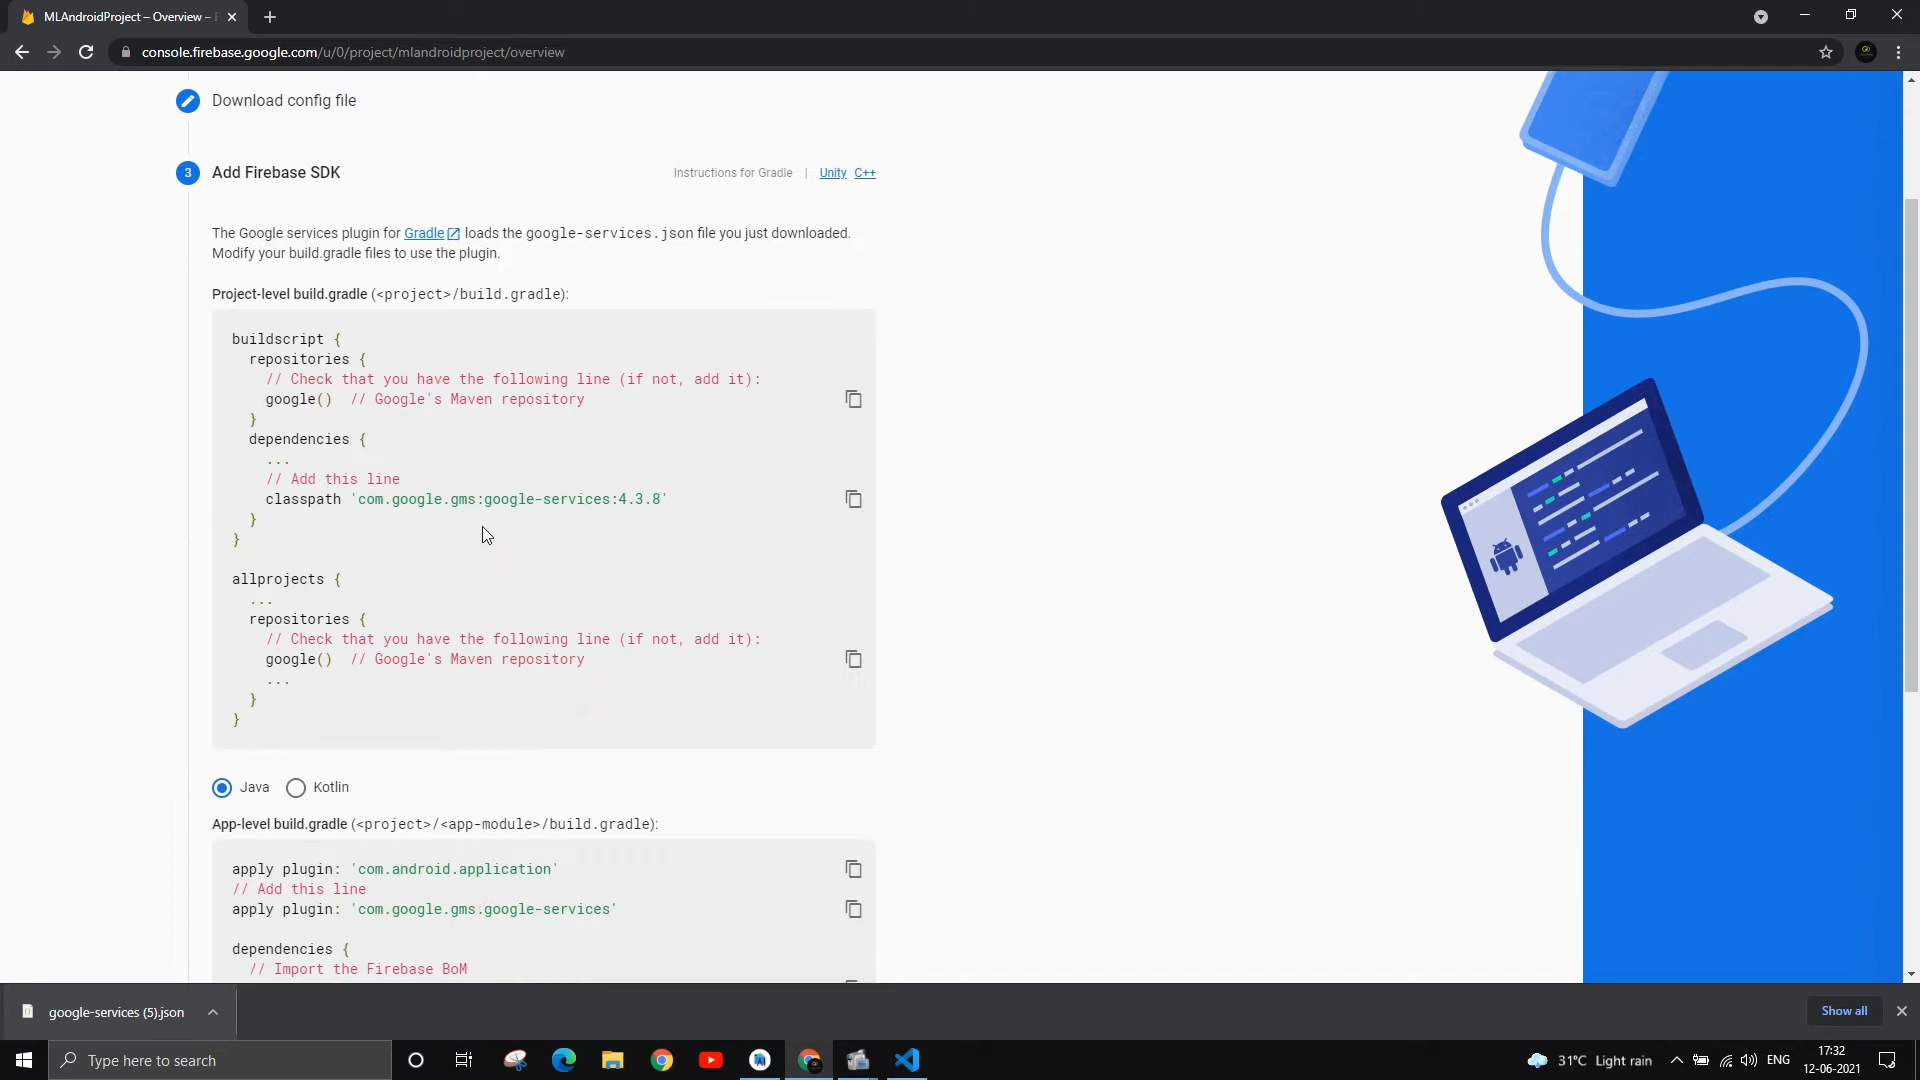 MLAndroidProject – Overview –
console.firebase.google.com/u/0/project/mlandroidproject/overview
Download config file
3 Add Firebase SDK Instructions for Gradle | Unity C++
The Google services plugin for Gradle loads the google-services.json file you just downloaded.
Modify your build.gradle files to use the plugin.
Project-level build.gradle (<project>/build.gradle):
buildscript {
repositories {
// Check that you have the following line (if not, add it):
google() // Google's Maven repository
}
dependencies {
...
// Add this line
classpath 'com.google.gms:google-services:4.3.8'
}
}
allprojects {
...
repositories {
// Check that you have the following line (if not, add it):
google() // Google's Maven repository
...
}
}
Java Kotlin
App-level build.gradle (<project>/<app-module>/build.gradle):
apply plugin: 'com.android.application'
// Add this line
apply plugin: 'com.google.gms.google-services'
dependencies {
// Import the Firebase BoM
google-services (5).json Show all
Type here to search 31°C Light rain ENG 17:32
12-06-2021